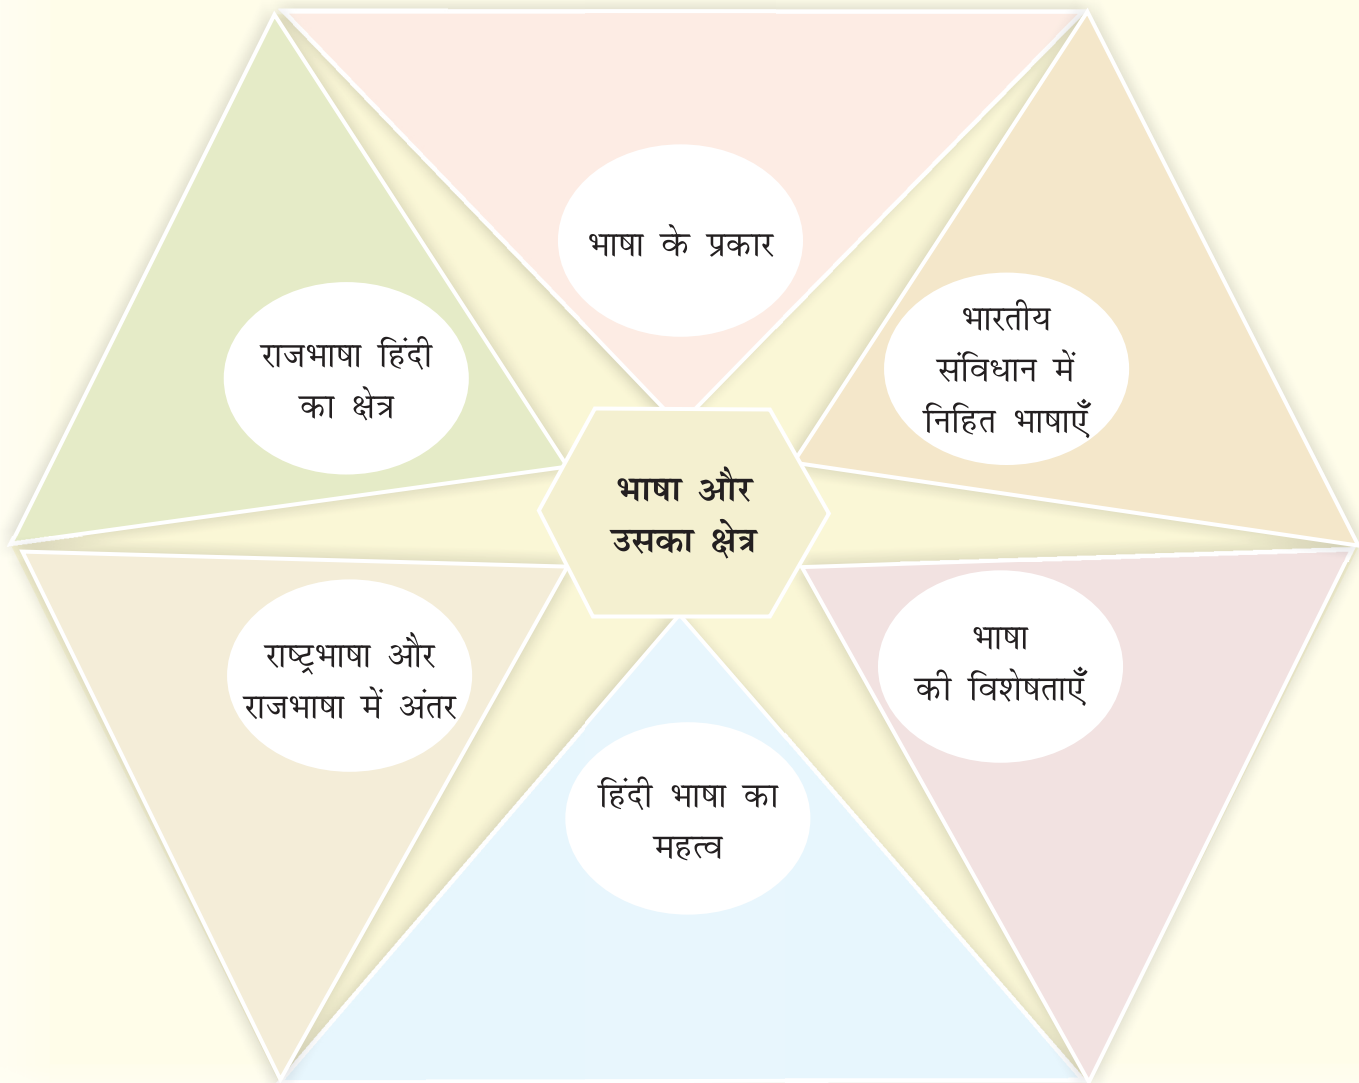 भाषा के प्रकार
भारतीय
संविधान में
निहित भाषाएँ
राजभाषा हिंदी
का क्षेत्र
भाषा और
उसका क्षेत्र
राष्ट्रभाषा और
राजभाषा में अंतर
भाषा
की विशेषताएँ
हिंदी भाषा का
महत्व